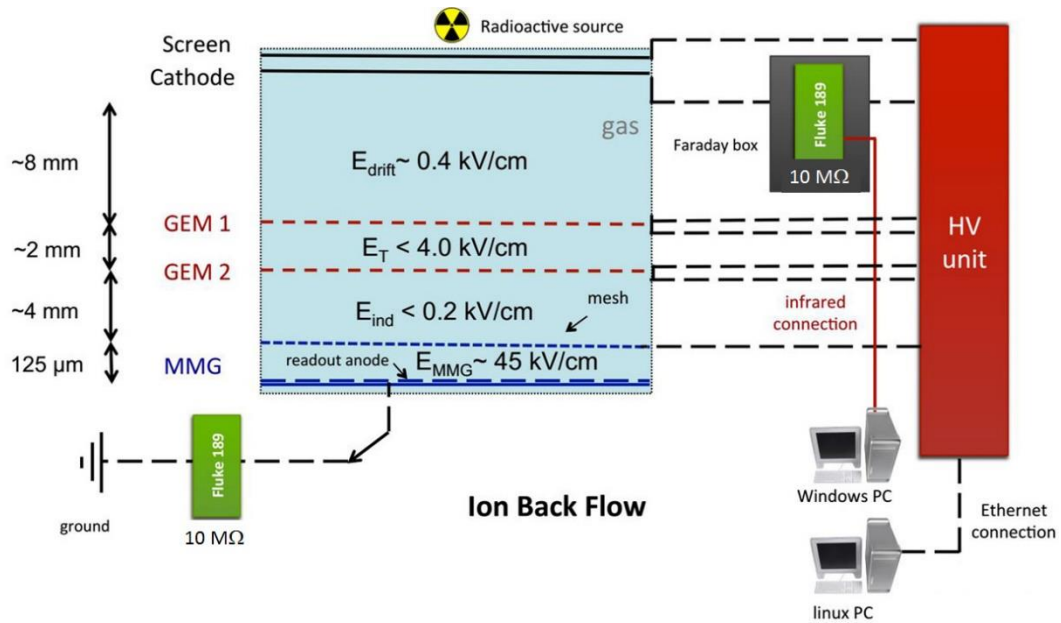 Radioactive source
Screen
Cathode
gas
Fluke 189
Faraday box
10 MΩ
~8 mm
E_drift ~ 0.4 kV/cm
GEM 1
HV
unit
~2 mm
E_T < 4.0 kV/cm
GEM 2
mesh
infrared
connection
~4 mm
E_ind < 0.2 kV/cm
125 µm
MMG
readout anode
E_MMG ~ 45 kV/cm
Fluke 189
ground
10 MΩ
Ion Back Flow
Windows PC
Ethernet
connection
linux PC